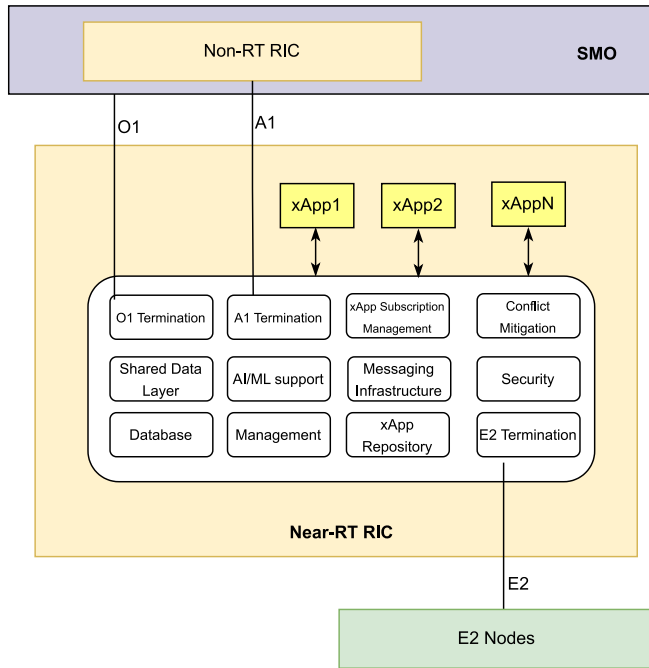 Non-RT RIC
SMO
O1
A1
xApp1
xApp2
xAppN
O1 Termination
A1 Termination
xApp Subscription
Management
Conflict
Mitigation
Shared Data
Layer
AI/ML support
Messaging
Infrastructure
Security
Database
Management
xApp
Repository
E2 Termination
Near-RT RIC
E2
E2 Nodes